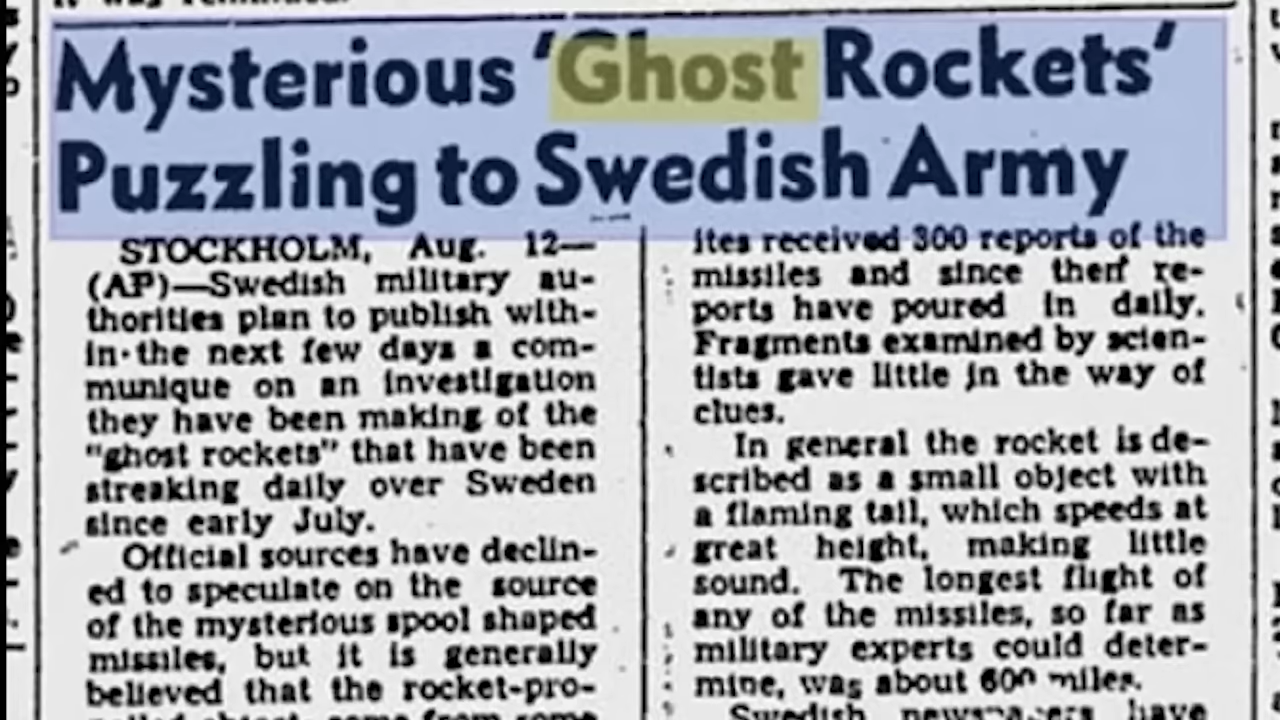 Mysterious 'Ghost Rockets'
Puzzling to Swedish Army
STOCKHOLM, Aug. 12—
(AP)—Swedish military au-
thorities plan to publish with-
in the next few days a com-
munique on an investigation
they have been making of the
"ghost rockets" that have been
streaking daily over Sweden
since early July.
Official sources have declin-
ed to speculate on the source
of the mysterious spool shaped
missiles, but it is generally
believed that the rocket-pro-
ites received 300 reports of the
missiles and since then re-
ports have poured in daily.
Fragments examined by scien-
tists gave little in the way of
clues.
In general the rocket is de-
scribed as a small object with
a flaming tail, which speeds at
great height, making little
sound. The longest flight of
any of the missiles, so far as
military experts could deter-
mine, was about 600 miles.
Swedish newspapers have